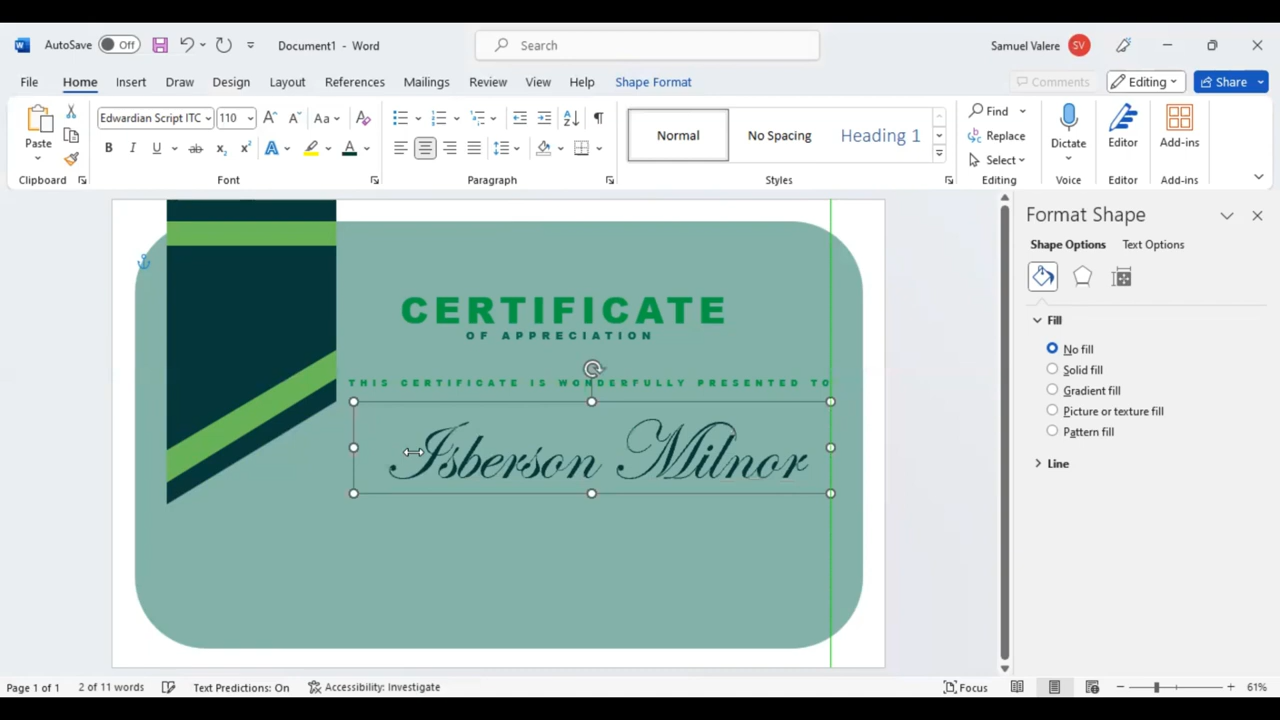 AutoSave Off Document1 - Word Search Samuel Valere SV
File Home Insert Draw Design Layout References Mailings Review View Help Shape Format Comments Editing Share
Edwardian Script ITC 110 Aa Normal No Spacing Heading 1 Find
Replace
Select
Paste Dictate Editor Add-ins
Clipboard Font Paragraph Styles Editing Voice Editor Add-ins
Format Shape
Shape Options Text Options
Fill
No fill
Solid fill
Gradient fill
Picture or texture fill
Pattern fill
Line
CERTIFICATE
OF APPRECIATION
THIS CERTIFICATE IS WONDERFULLY PRESENTED TO
Isberson Milnor
Page 1 of 1 2 of 11 words Text Predictions: On Accessibility: Investigate Focus 61%